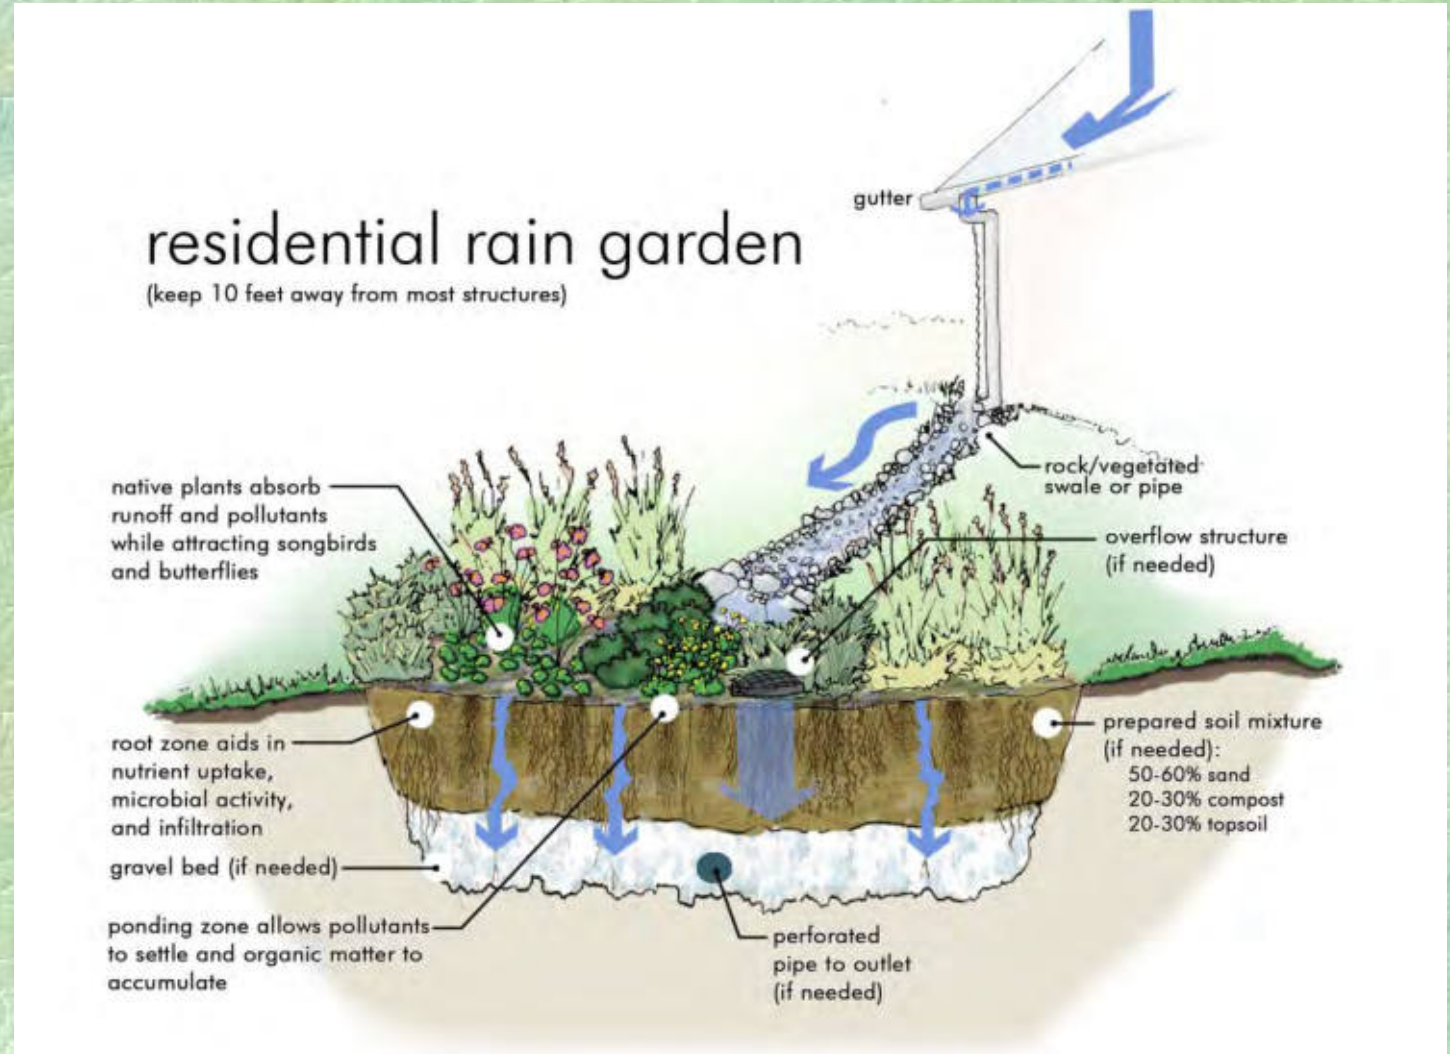 gutter
residential rain garden
(keep 10 feet away from most structures)
native plants absorb
runoff and pollutants
while attracting songbirds
and butterflies
rock/vegetated
swale or pipe
overflow structure
(if needed)
root zone aids in
nutrient uptake,
microbial activity,
and infiltration
prepared soil mixture
(if needed):
50-60% sand
20-30% compost
20-30% topsoil
gravel bed (if needed)
ponding zone allows pollutants
to settle and organic matter to
accumulate
perforated
pipe to outlet
(if needed)